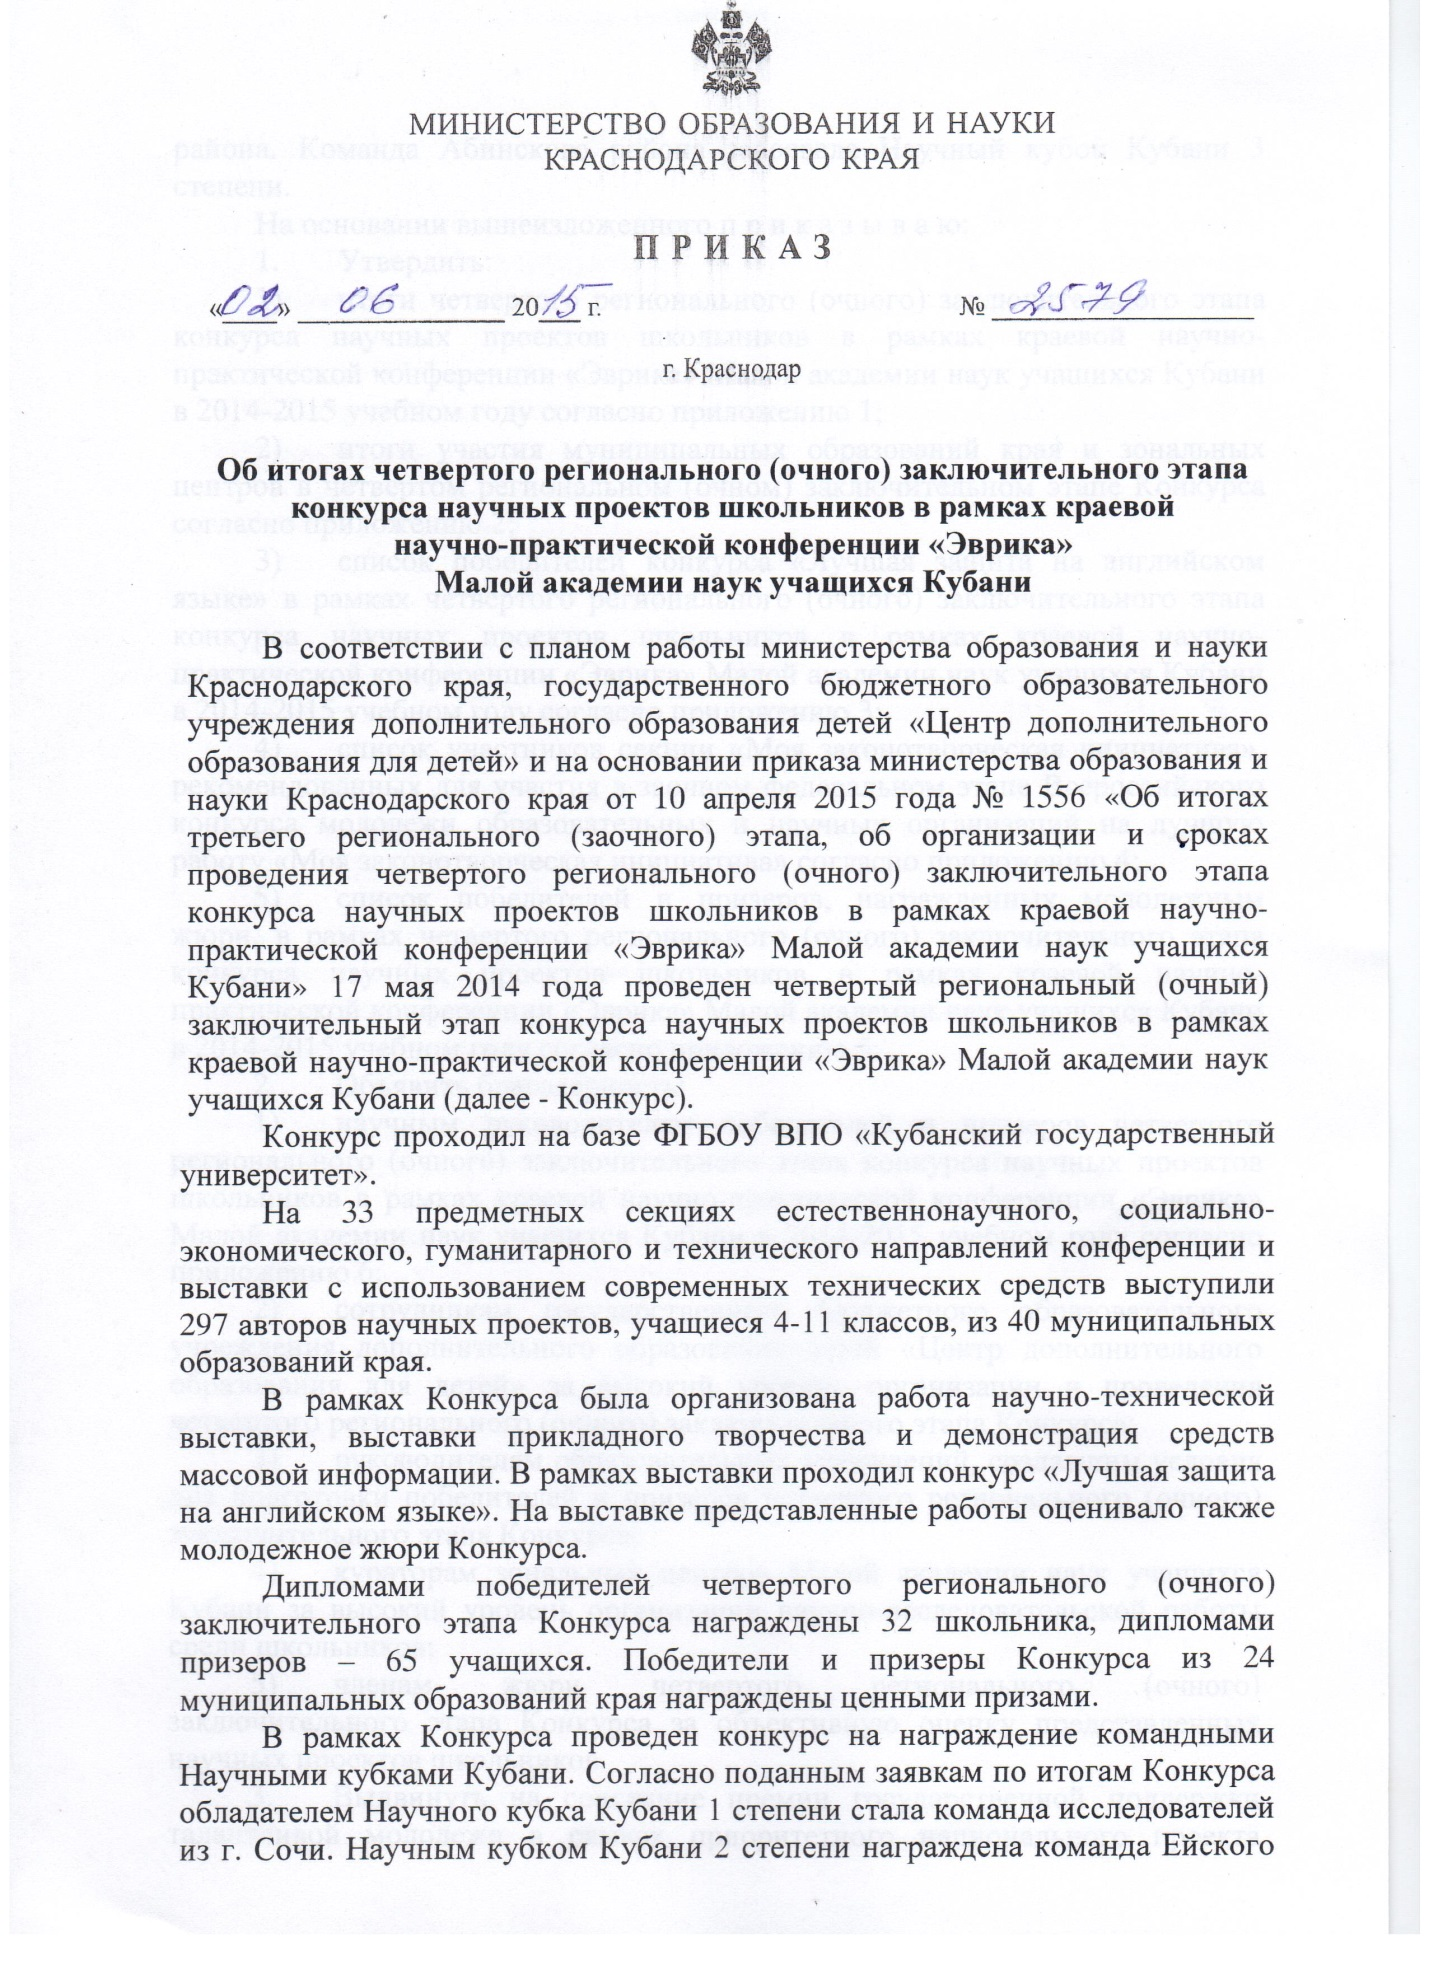 МИНИСТЕРСТВО ОБРАЗОВАНИЯ И НАУКИ
КРАСНОДАРСКОГО КРАЯ
ПРИКАЗ
«02» 06 2015 г. № 2579
г. Краснодар
Об итогах четвертого регионального (очного) заключительного этапа
конкурса научных проектов школьников в рамках краевой
научно-практической конференции «Эврика»
Малой академии наук учащихся Кубани
В соответствии с планом работы министерства образования и науки
Краснодарского края, государственного бюджетного образовательного
учреждения дополнительного образования детей «Центр дополнительного
образования для детей» и на основании приказа министерства образования и
науки Краснодарского края от 10 апреля 2015 года № 1556 «Об итогах
третьего регионального (заочного) этапа, об организации и сроках
проведения четвертого регионального (очного) заключительного этапа
конкурса научных проектов школьников в рамках краевой научно-
практической конференции «Эврика» Малой академии наук учащихся
Кубани» 17 мая 2014 года проведен четвертый региональный (очный)
заключительный этап конкурса научных проектов школьников в рамках
краевой научно-практической конференции «Эврика» Малой академии наук
учащихся Кубани (далее - Конкурс).
Конкурс проходил на базе ФГБОУ ВПО «Кубанский государственный
университет».
На 33 предметных секциях естественнонаучного, социально-
экономического, гуманитарного и технического направлений конференции и
выставки с использованием современных технических средств выступили
297 авторов научных проектов, учащиеся 4-11 классов, из 40 муниципальных
образований края.
В рамках Конкурса была организована работа научно-технической
выставки, выставки прикладного творчества и демонстрация средств
массовой информации. В рамках выставки проходил конкурс «Лучшая защита
на английском языке». На выставке представленные работы оценивало также
молодежное жюри Конкурса.
Дипломами победителей четвертого регионального (очного)
заключительного этапа Конкурса награждены 32 школьника, дипломами
призеров – 65 учащихся. Победители и призеры Конкурса из 24
муниципальных образований края награждены ценными призами.
В рамках Конкурса проведен конкурс на награждение командными
Научными кубками Кубани. Согласно поданным заявкам по итогам Конкурса
обладателем Научного кубка Кубани 1 степени стала команда исследователей
из г. Сочи. Научным кубком Кубани 2 степени награждена команда Ейского